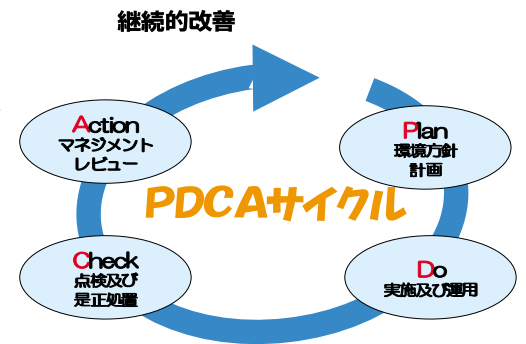 継続的改善
Action
マネジメント
レビュー
Plan
環境方針
計画
PDCAサイクル
Check
点検及び
是正処置
Do
実施及び運用